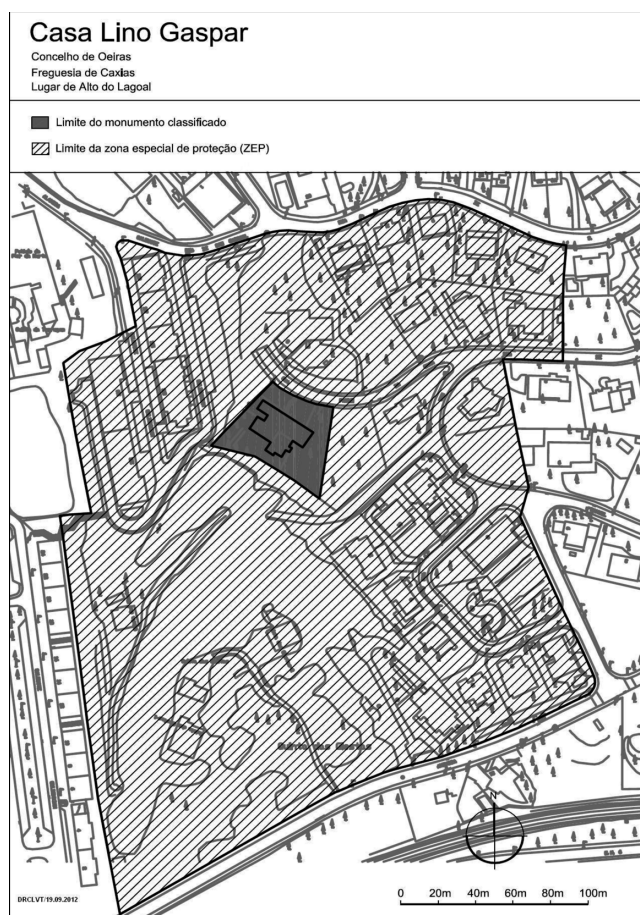 Casa Lino Gaspar
Concelho de Oeiras
Freguesia de Caxias
Lugar de Alto do Lagoal
Limite do monumento classificado
Limite da zona especial de proteção (ZEP)
N
DRCLVT/19.09.2012
0 20m 40m 60m 80m 100m